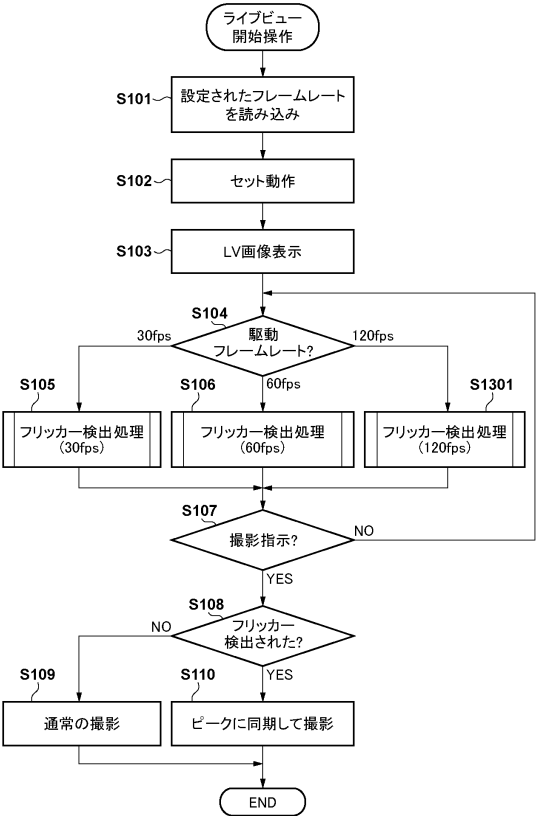 ライブビュー
開始操作
S101
設定されたフレームレート
を読み込み
S102
セット動作
S103
LV画像表示
S104
駆動
フレームレート?
30fps
120fps
60fps
S105
フリッカー検出処理
(30fps)
S106
フリッカー検出処理
(60fps)
S1301
フリッカー検出処理
(120fps)
S107
撮影指示?
NO
YES
S108
フリッカー
検出された?
NO
YES
S109
通常の撮影
S110
ピークに同期して撮影
END